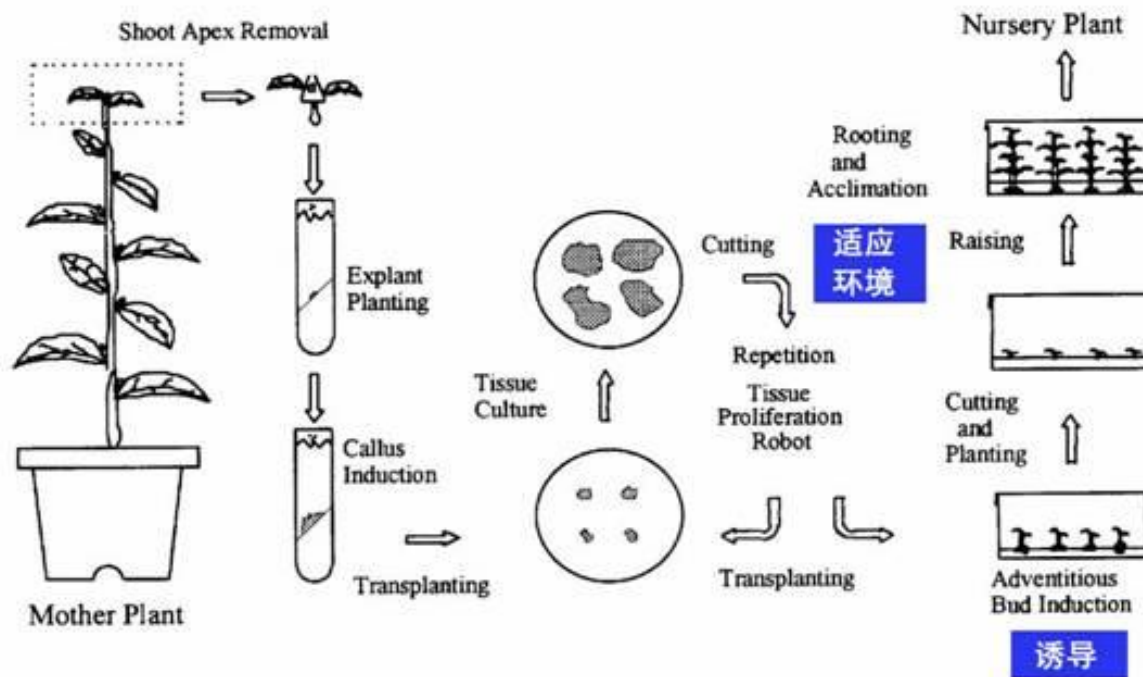 Shoot Apex Removal
Mother Plant
Explant
Planting
Callus
Induction
Transplanting
Tissue
Culture
Cutting
Repetition
Tissue
Proliferation
Robot
Transplanting
Adventitious
Bud Induction
诱导
Cutting
and
Planting
Raising
Rooting
and
Acclimation
适应
环境
Nursery Plant